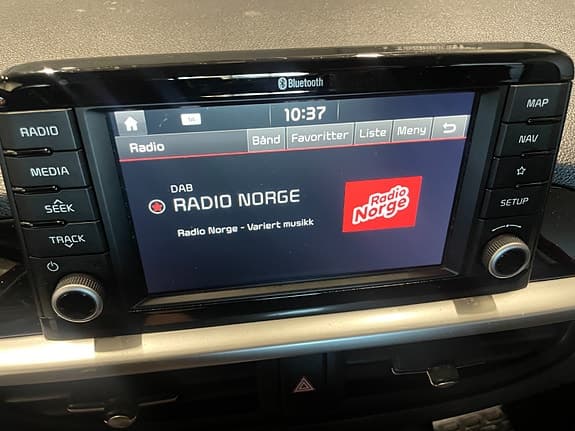 Bluetooth
10:37
Radio Bånd Favoritter Liste Meny
DAB
RADIO NORGE
Radio Norge - Variert musikk
Radio
Norge
RADIO
MEDIA
SEEK
TRACK
MAP
NAV
SETUP